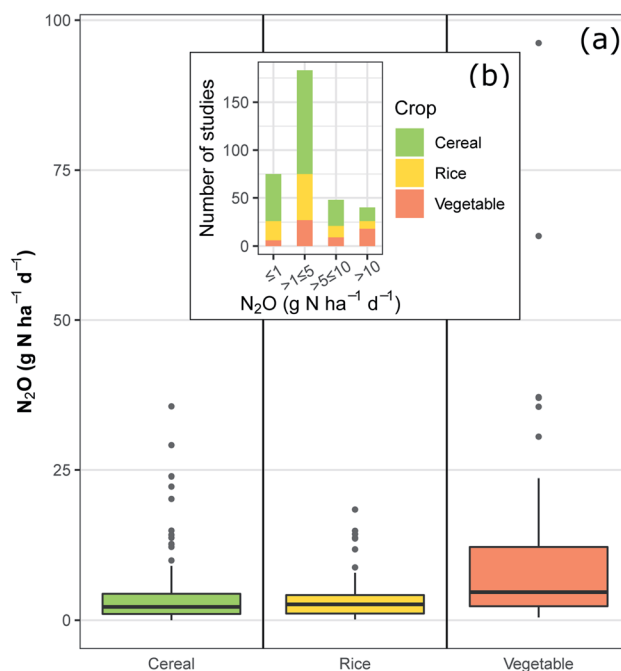 100
(a)
(b)
150
100
50
0
Number of studies
Crop
Cereal
Rice
Vegetable
≤1
>1≤5
>5≤10
>10
N₂O (g N ha⁻¹ d⁻¹)
75
50
25
0
N₂O (g N ha⁻¹ d⁻¹)
Cereal
Rice
Vegetable